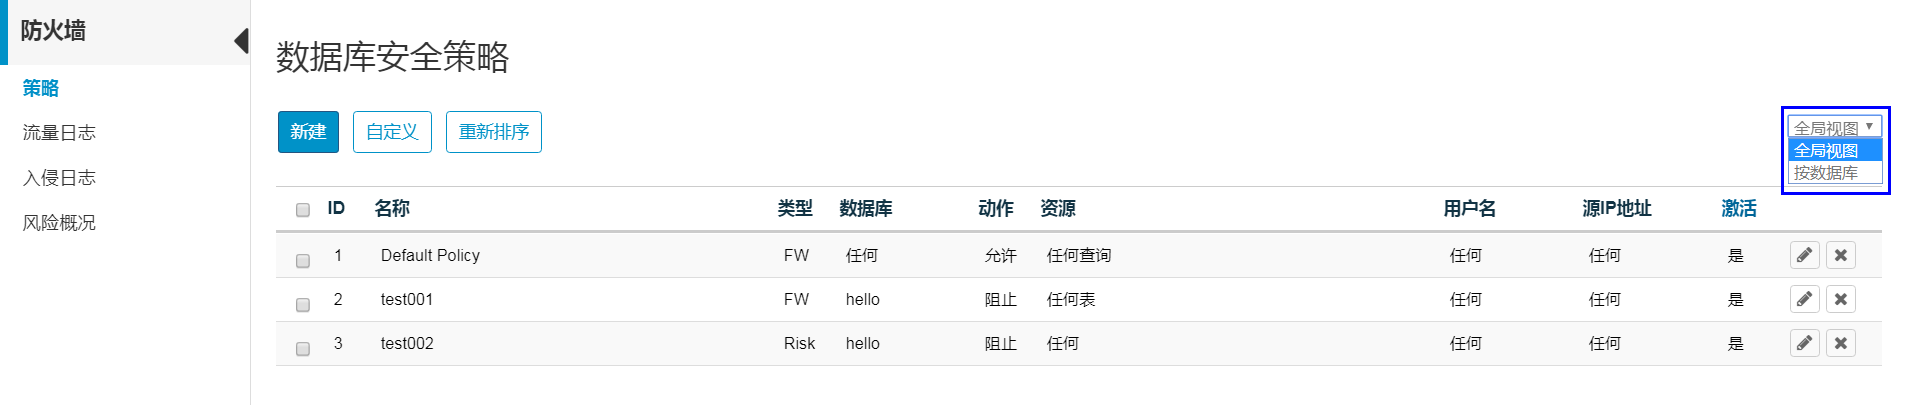 防火墙
策略
流量日志
入侵日志
风险概况
数据库安全策略
新建 自定义 重新排序
全局视图
全局视图
按数据库
ID 名称 类型 数据库 动作 资源 用户名 源IP地址 激活
1 Default Policy FW 任何 允许 任何查询 任何 任何 是
2 test001 FW hello 阻止 任何表 任何 任何 是
3 test002 Risk hello 阻止 任何 任何 任何 是